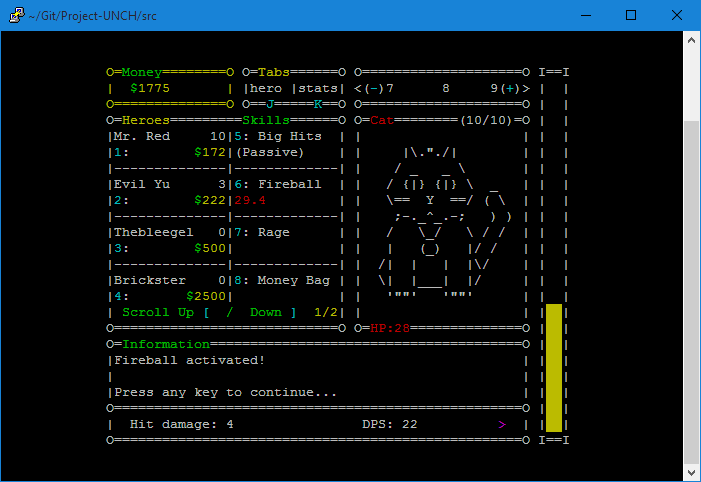 ~/Git/Project-UNCH/src
Money Tabs
$1775 |hero |stats| <(-)7 8 9(+)>
J K
Heroes Skills Cat (10/10)
Mr. Red 10 5: Big Hits
1: $172 (Passive)
Evil Yu 3 6: Fireball
2: $222 29.4
Thebleegel 0 7: Rage
3: $500
Brickster 0 8: Money Bag
4: $2500
Scroll Up [ / Down ] 1/2
HP:28
Information
Fireball activated!
Press any key to continue...
Hit damage: 4 DPS: 22 >